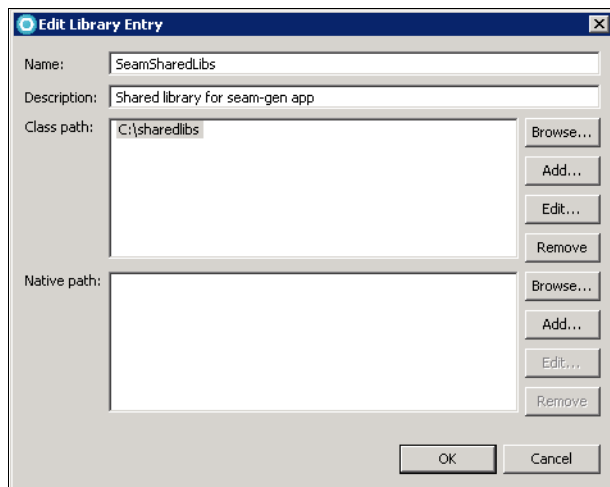 Edit Library Entry
Name: SeamSharedLibs
Description: Shared library for seam-gen app
Class path: C:\sharedlibs
Browse...
Add...
Edit...
Remove
Native path:
Browse...
Add...
Edit...
Remove
OK Cancel